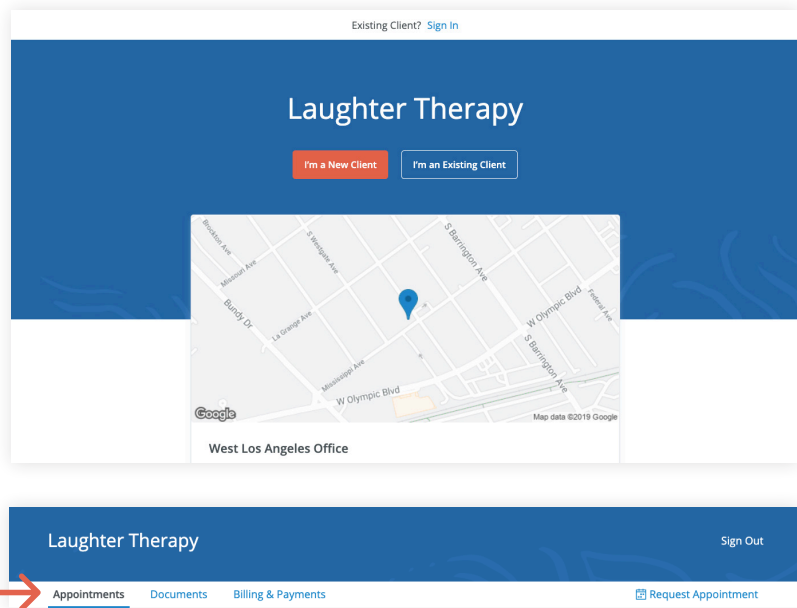 Existing Client? Sign In
Laughter Therapy
I'm a New Client
I'm an Existing Client
Brockton Ave
S Westgate Ave
S Barrington Ave
Missouri Ave
Bundy Dr
La Grange Ave
W Olympic Blvd
Federal Ave
S Barrington Ave
Mississippi Ave
W Olympic Blvd
Google
Map data ©2019 Google
West Los Angeles Office
Laughter Therapy
Sign Out
Appointments Documents Billing & Payments Request Appointment